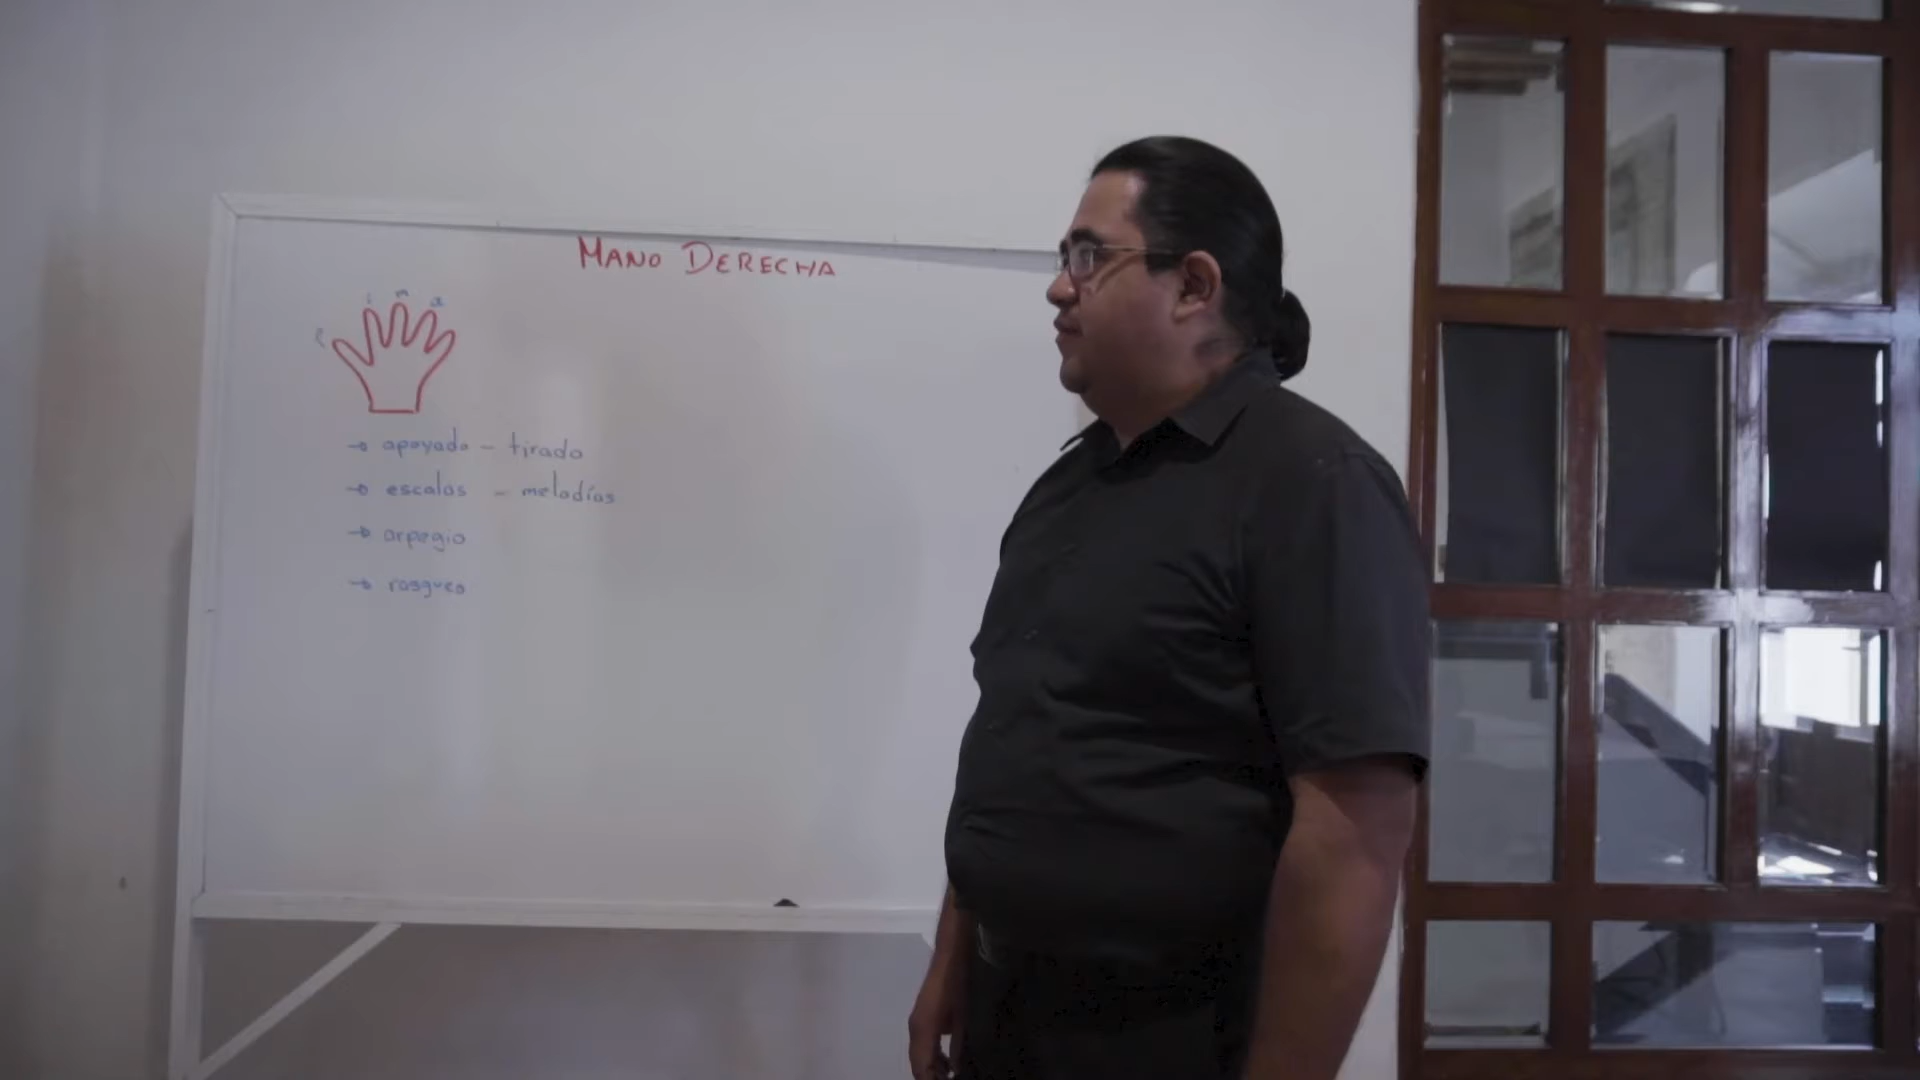 MANO DERECHA
i m a
→ apoyado - tirado
→ escalas - melodías
→ arpegio
→ rasgueo